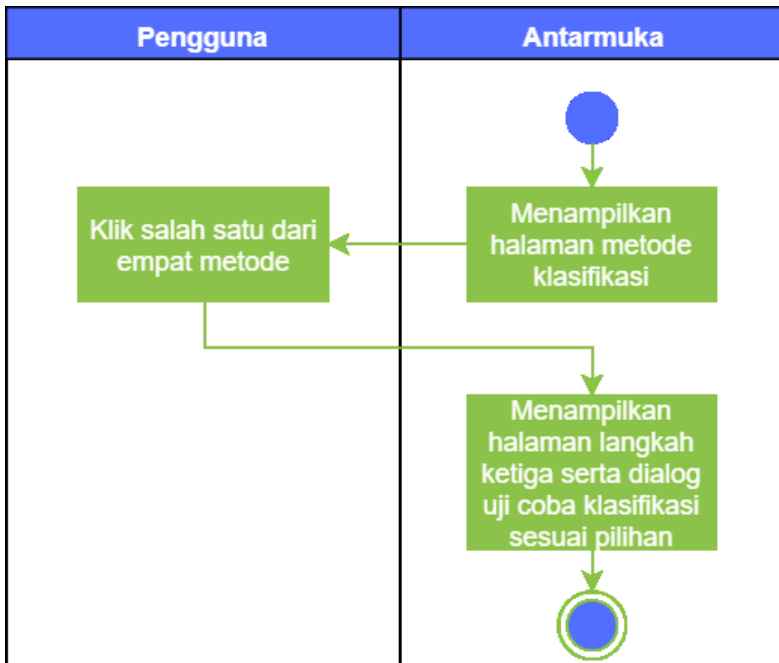 Pengguna
Antarmuka
Menampilkan
halaman metode
klasifikasi
Klik salah satu dari
empat metode
Menampilkan
halaman langkah
ketiga serta dialog
uji coba klasifikasi
sesuai pilihan